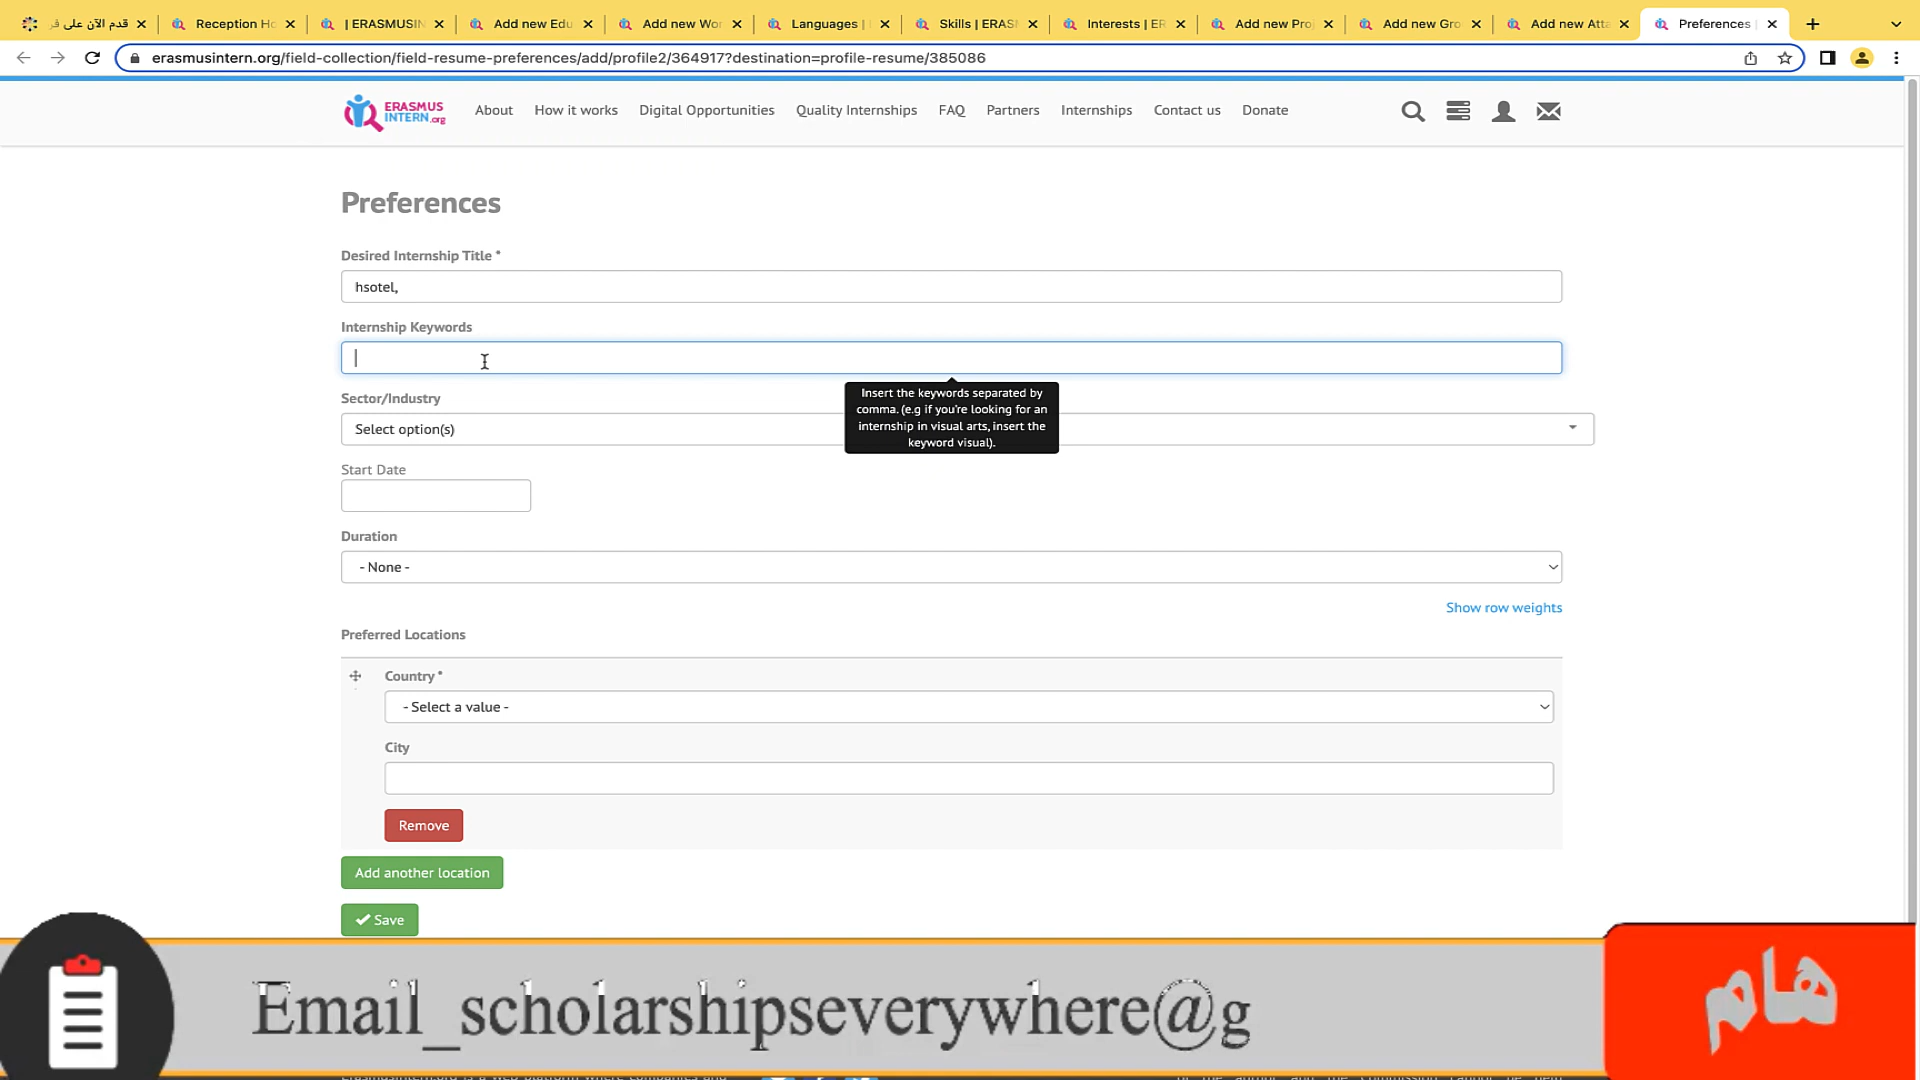 قدم الآن على فر
Reception Ho
| ERASMUSIN
Add new Edu
Add new Wor
Languages |
Skills | ERASM
Interests | ER
Add new Proj
Add new Gro
Add new Atta
Preferences |
erasmusintern.org/field-collection/field-resume-preferences/add/profile2/364917?destination=profile-resume/385086
ERASMUS
INTERN.org
About
How it works
Digital Opportunities
Quality Internships
FAQ
Partners
Internships
Contact us
Donate
Preferences
Desired Internship Title *
hsotel,
Internship Keywords
Insert the keywords separated by
comma. (e.g if you're looking for an
internship in visual arts, insert the
keyword visual).
Sector/Industry
Select option(s)
Start Date
Duration
- None -
Show row weights
Preferred Locations
Country *
- Select a value -
City
Remove
Add another location
Save
Email_scholarshipseverywhere@g
هام